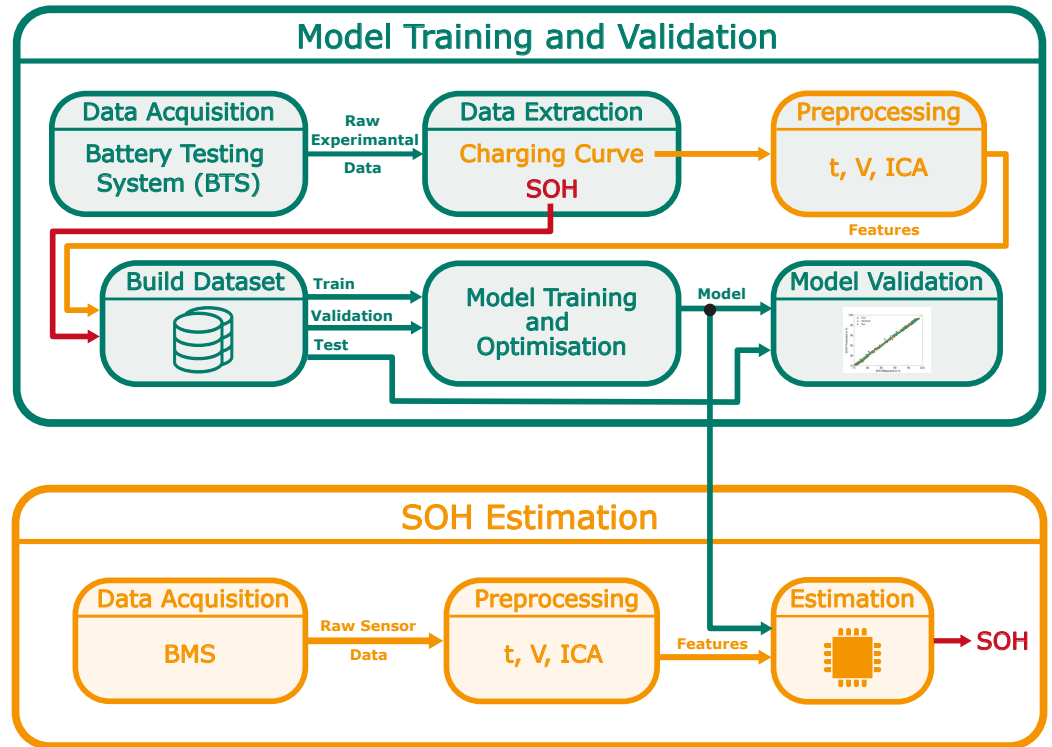 Model Training and Validation
Data Acquisition
Battery Testing
System (BTS)
Raw
Experimantal
Data
Data Extraction
Charging Curve
SOH
Preprocessing
t, V, ICA
Features
Build Dataset
Train
Validation
Test
Model Training
and
Optimisation
Model
Model Validation
SOH Estimation
Data Acquisition
BMS
Raw Sensor
Data
Preprocessing
t, V, ICA
Features
Estimation
SOH